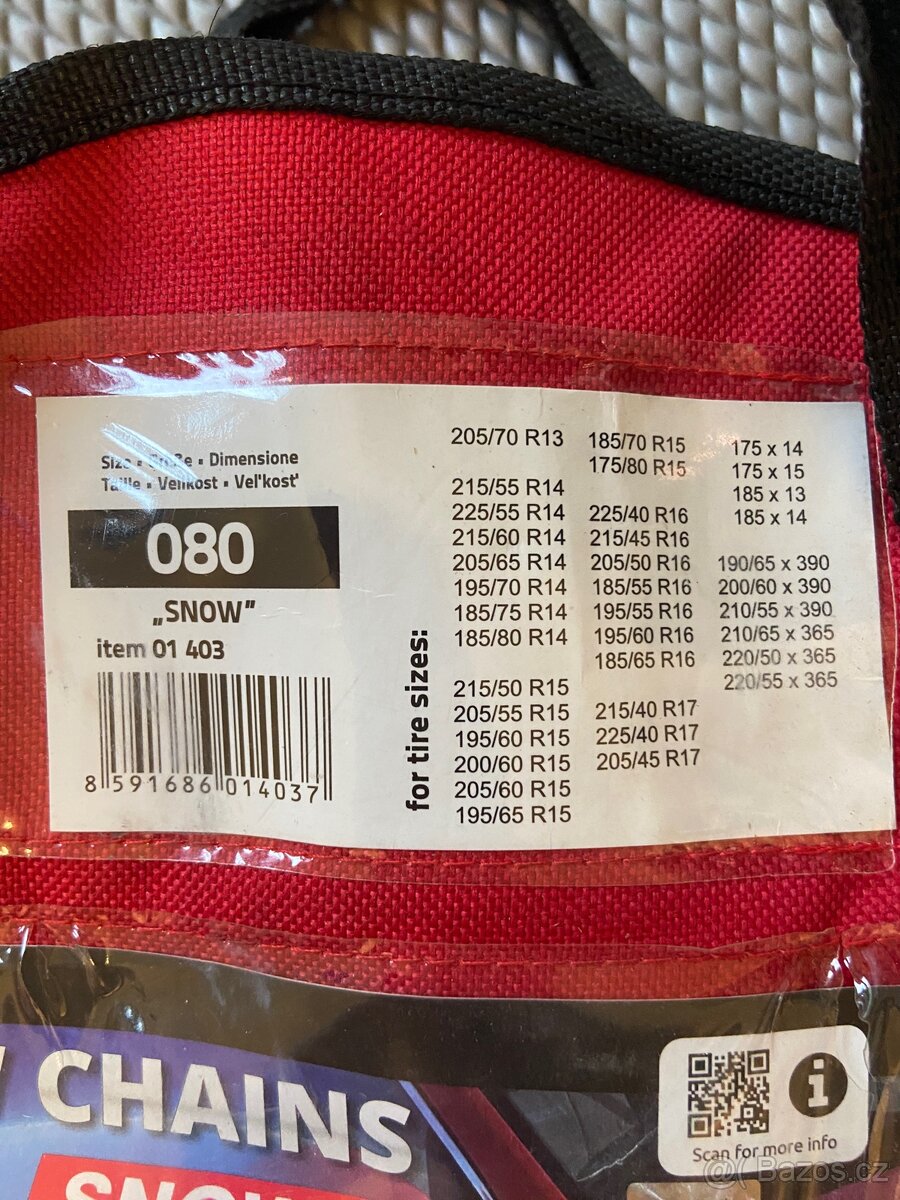 Size • Größe • Dimensione
Taille • Velikost • Veľkosť
080
„SNOW”
item 01 403
8 591686 014037
for tire sizes:
205/70 R13
215/55 R14
225/55 R14
215/60 R14
205/65 R14
195/70 R14
185/75 R14
185/80 R14
215/50 R15
205/55 R15
195/60 R15
200/60 R15
205/60 R15
195/65 R15
185/70 R15
175/80 R15
225/40 R16
215/45 R16
205/50 R16
185/55 R16
195/55 R16
195/60 R16
185/65 R16
215/40 R17
225/40 R17
205/45 R17
175 x 14
175 x 15
185 x 13
185 x 14
190/65 x 390
200/60 x 390
210/55 x 390
210/65 x 365
220/50 x 365
220/55 x 365
CHAINS
SNOW
i
Scan for more info
Bazos.cz